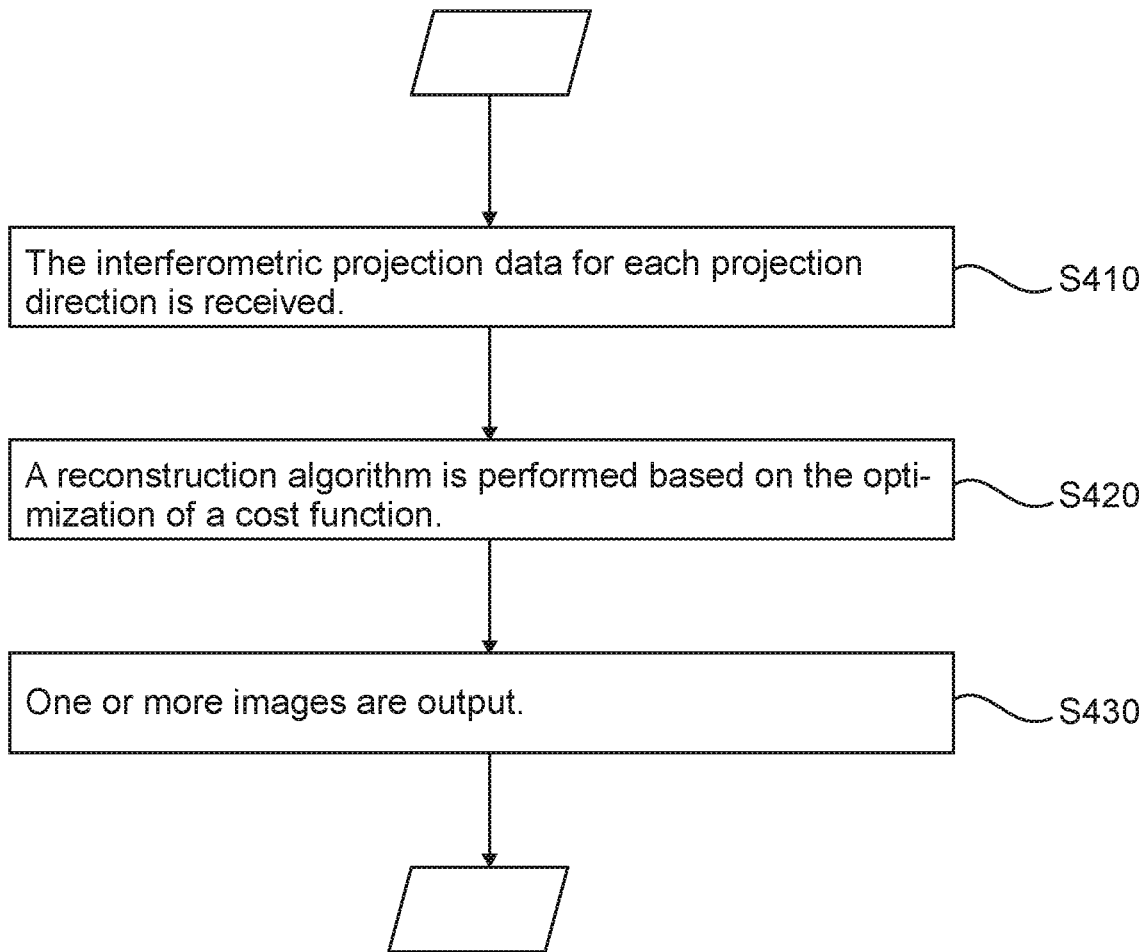 The interferometric projection data for each projection
direction is received.
S410
A reconstruction algorithm is performed based on the opti-
mization of a cost function.
S420
One or more images are output.
S430